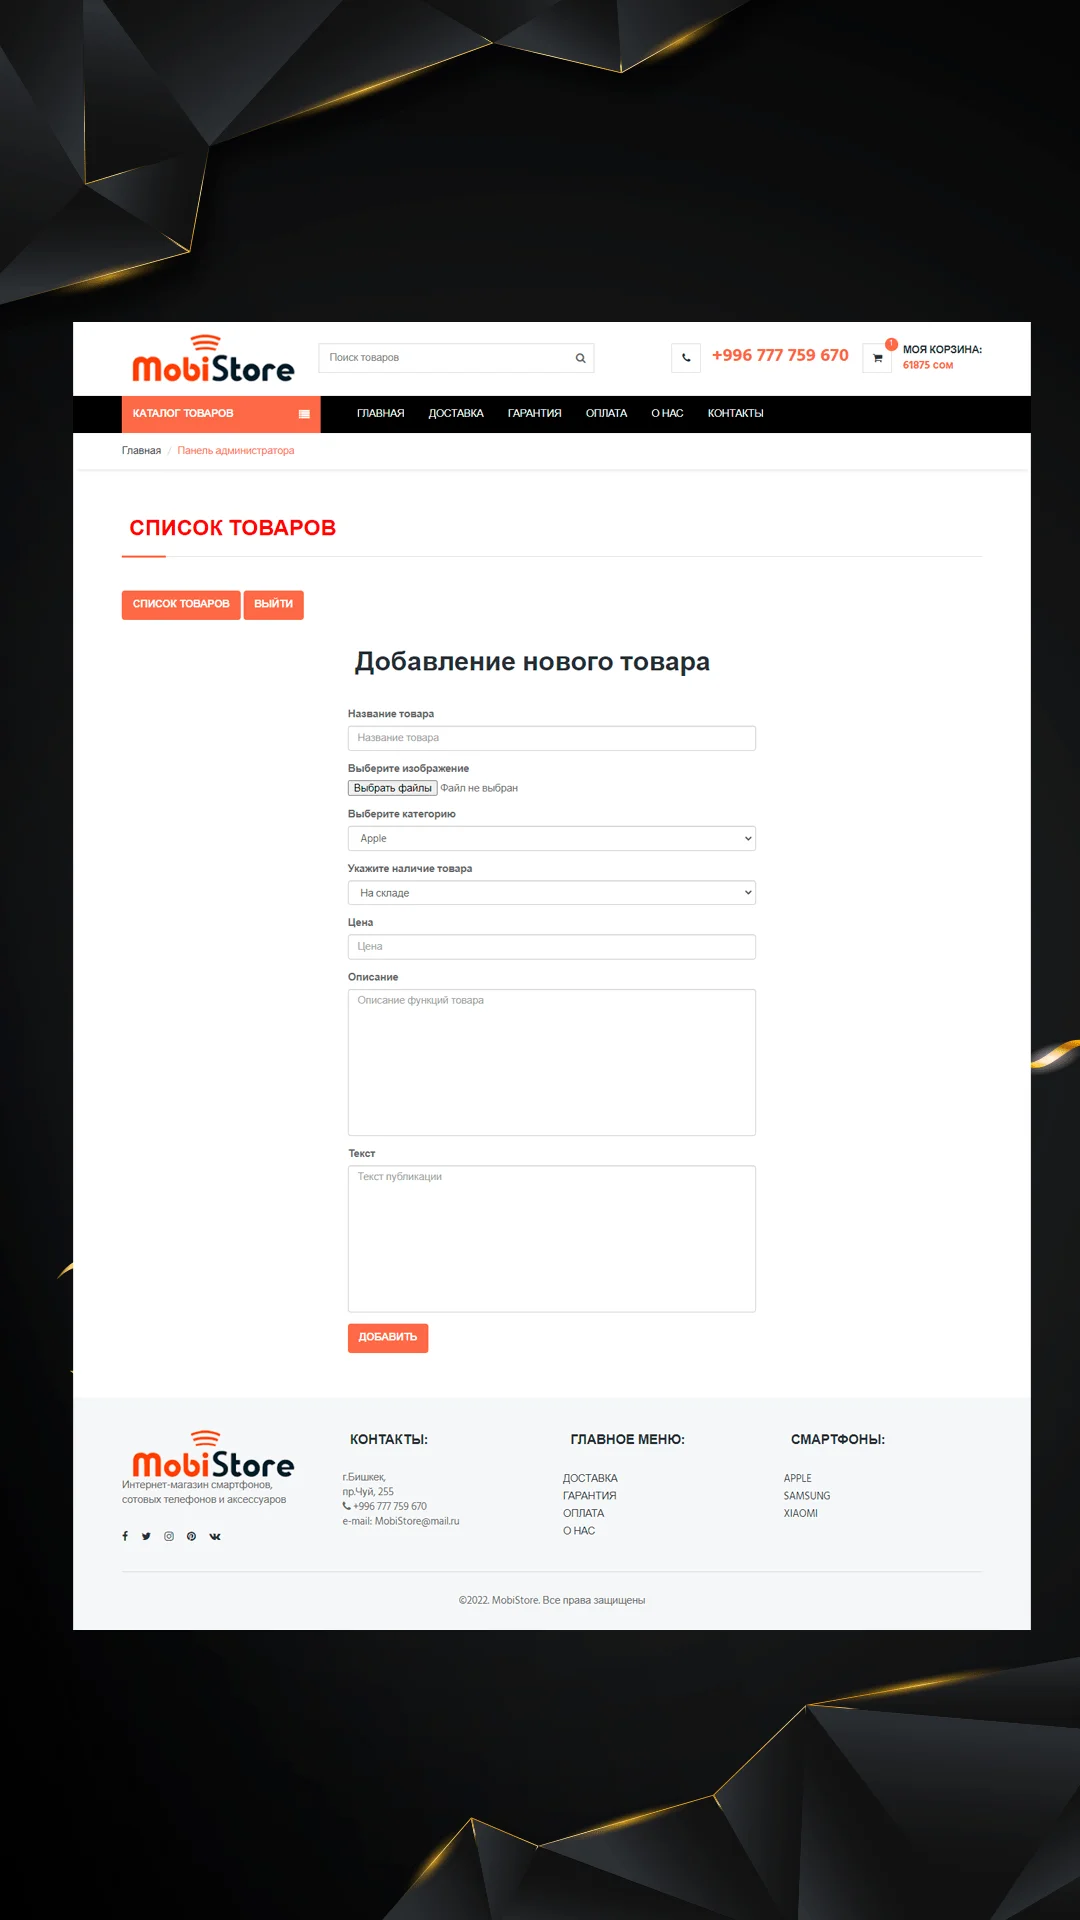 MobiStore
Поиск товаров
+996 777 759 670
1
МОЯ КОРЗИНА:
61875 сом
КАТАЛОГ ТОВАРОВ
ГЛАВНАЯ ДОСТАВКА ГАРАНТИЯ ОПЛАТА О НАС КОНТАКТЫ
Главная / Панель администратора
СПИСОК ТОВАРОВ
СПИСОК ТОВАРОВ ВЫЙТИ
Добавление нового товара
Название товара
Название товара
Выберите изображение
Выбрать файлы Файл не выбран
Выберите категорию
Apple
Укажите наличие товара
На складе
Цена
Цена
Описание
Описание функций товара
Текст
Текст публикации
ДОБАВИТЬ
MobiStore
Интернет-магазин смартфонов,
сотовых телефонов и аксессуаров
КОНТАКТЫ:
г.Бишкек,
пр.Чуй, 255
+996 777 759 670
e-mail: MobiStore@mail.ru
ГЛАВНОЕ МЕНЮ:
ДОСТАВКА
ГАРАНТИЯ
ОПЛАТА
О НАС
СМАРТФОНЫ:
APPLE
SAMSUNG
XIAOMI
©2022. MobiStore. Все права защищены